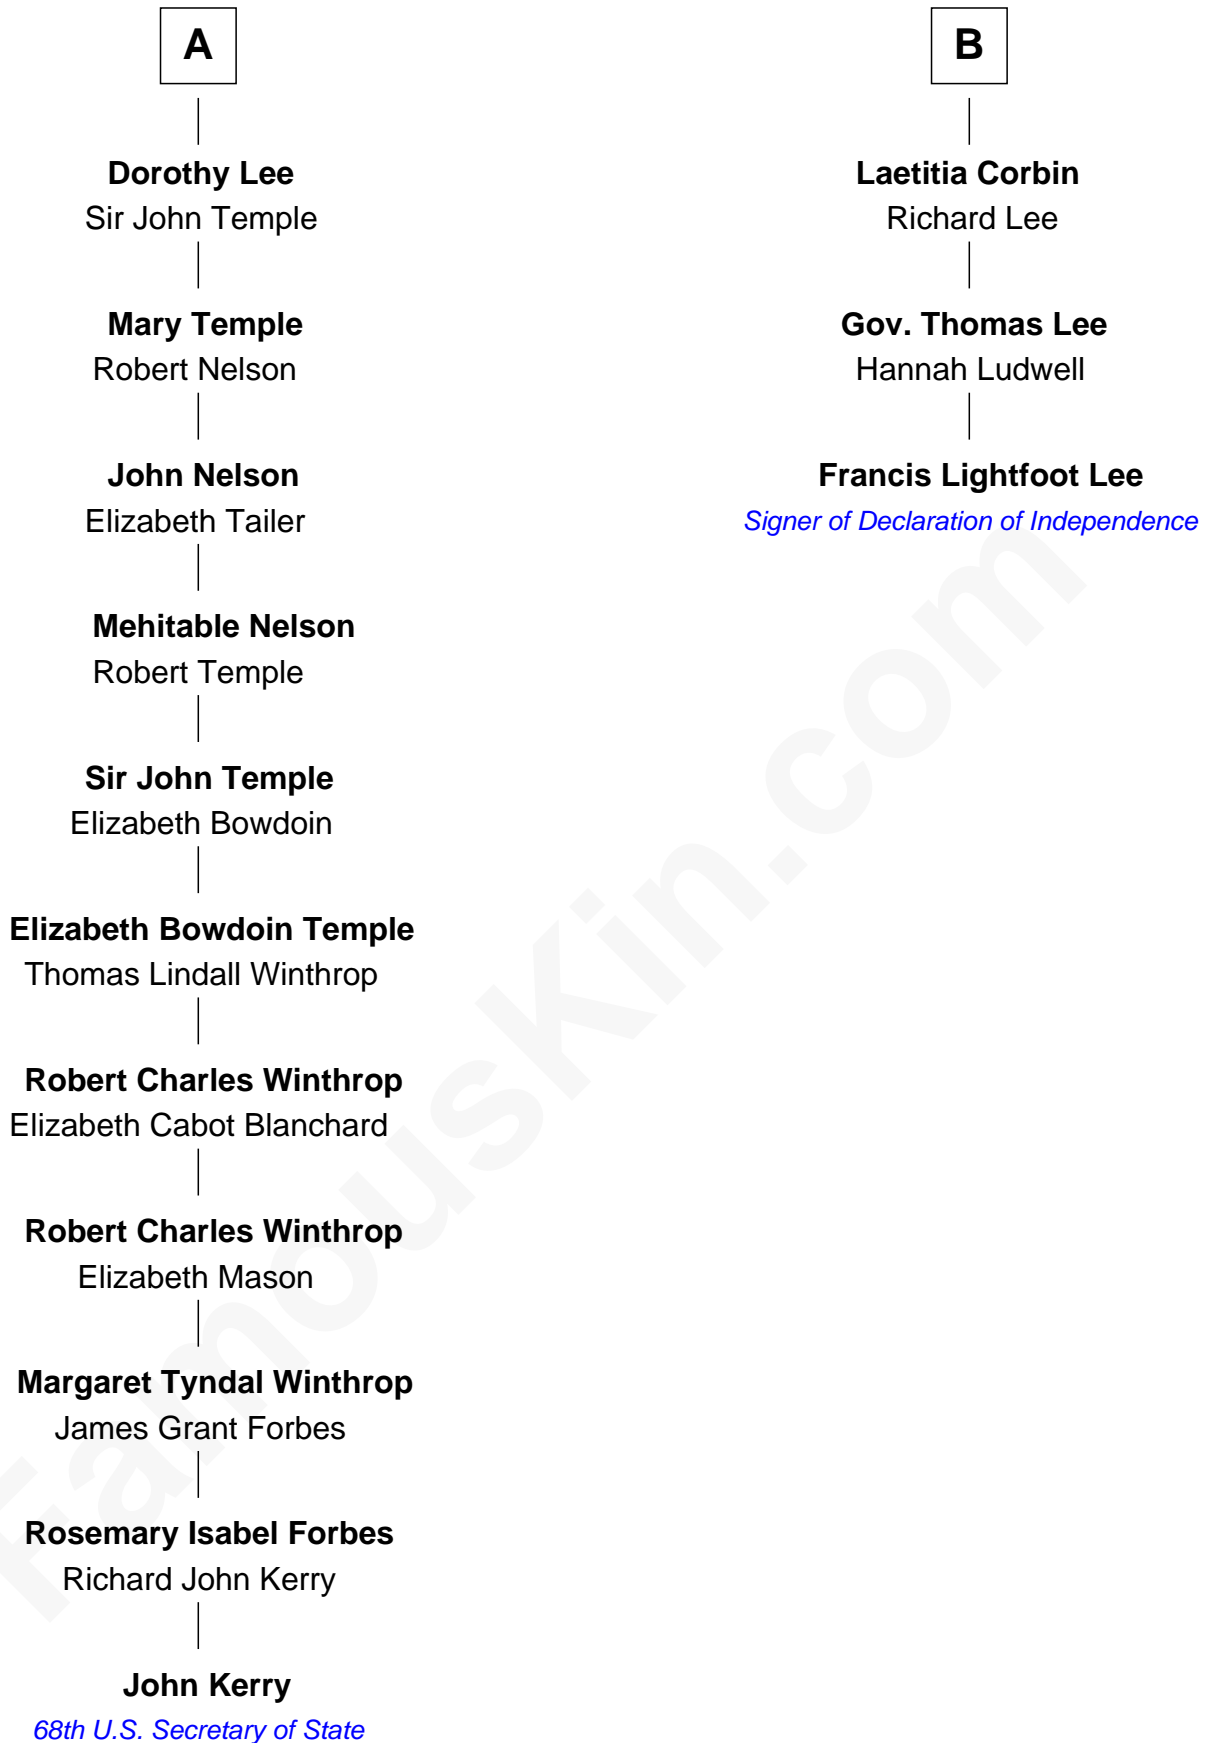 A
Dorothy Lee
Sir John Temple
Mary Temple
Robert Nelson
John Nelson
Elizabeth Tailer
Mehitable Nelson
Robert Temple
Sir John Temple
Elizabeth Bowdoin
Elizabeth Bowdoin Temple
Thomas Lindall Winthrop
Robert Charles Winthrop
Elizabeth Cabot Blanchard
Robert Charles Winthrop
Elizabeth Mason
Margaret Tyndal Winthrop
James Grant Forbes
Rosemary Isabel Forbes
Richard John Kerry
John Kerry
68th U.S. Secretary of State
B
Laetitia Corbin
Richard Lee
Gov. Thomas Lee
Hannah Ludwell
Francis Lightfoot Lee
Signer of Declaration of Independence
FamousKin.com